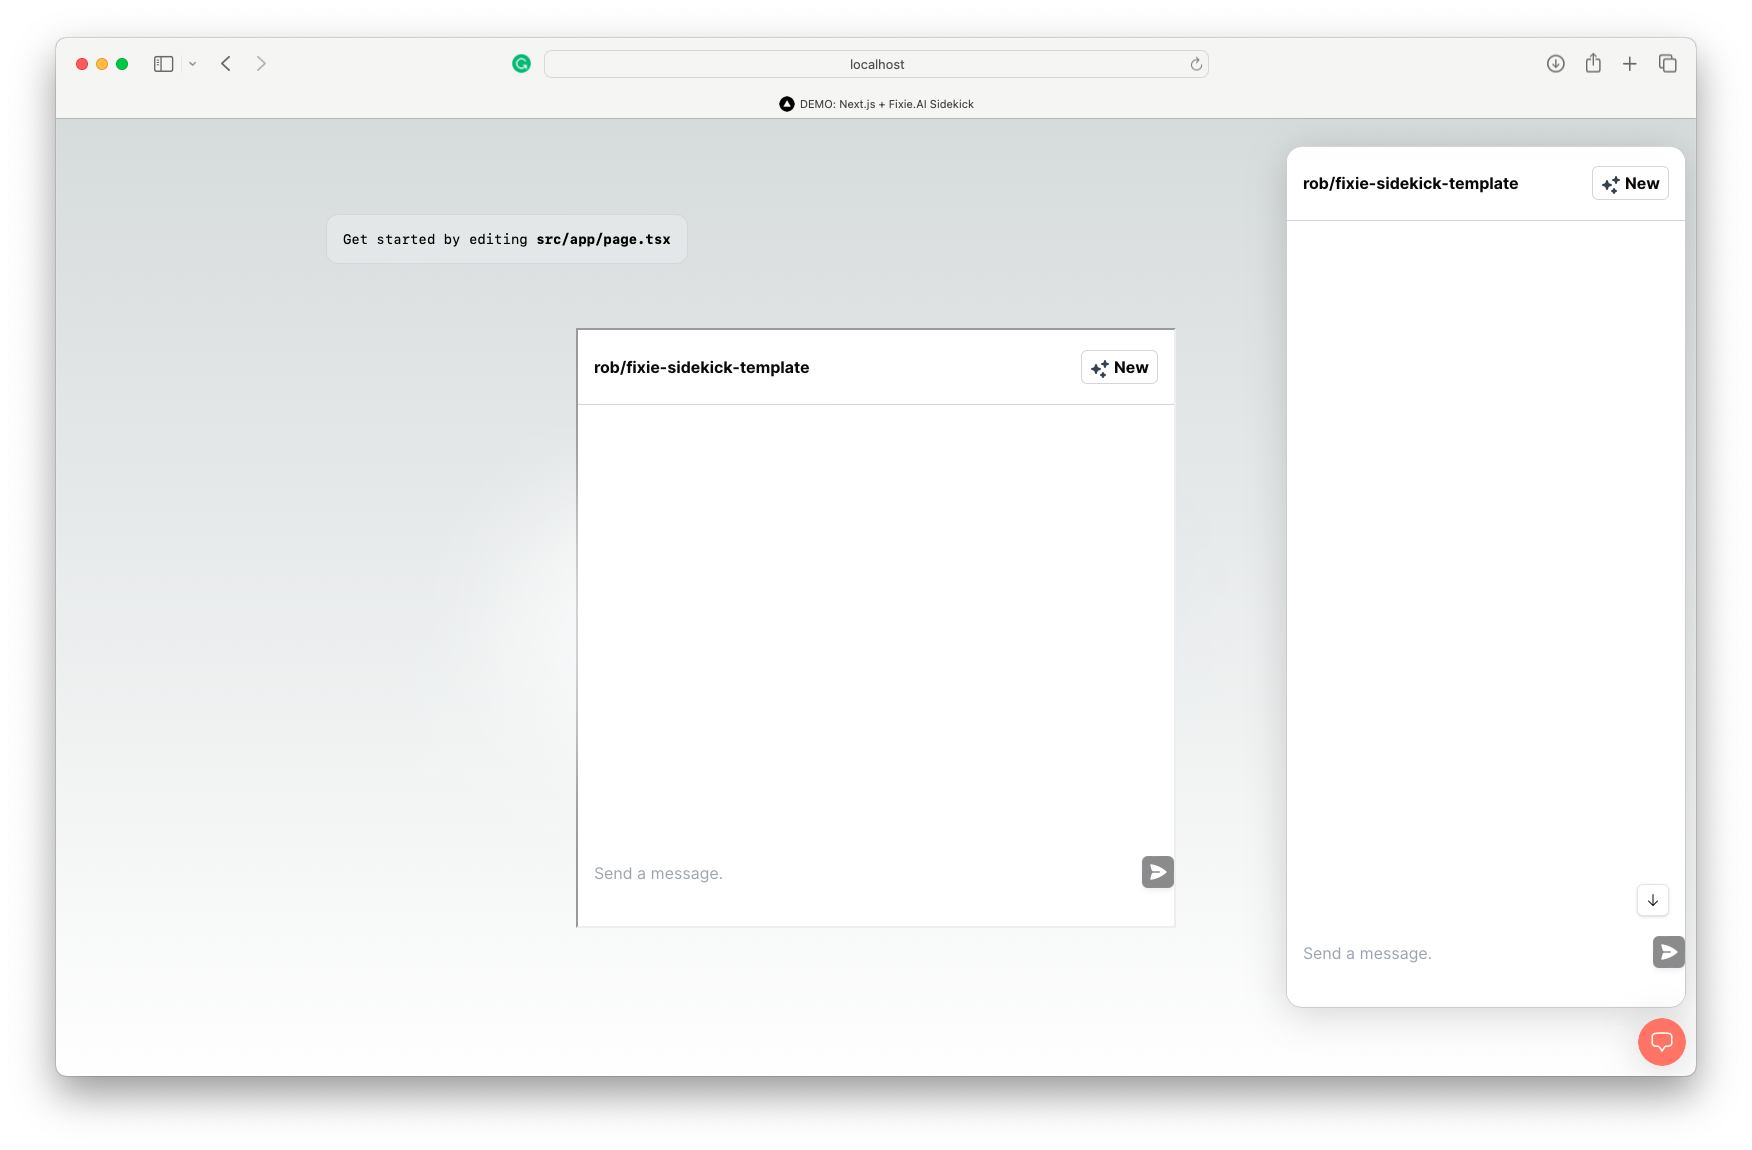 localhost
DEMO: Next.js + Fixie.AI Sidekick
Get started by editing src/app/page.tsx
rob/fixie-sidekick-template
New
Send a message.
rob/fixie-sidekick-template
New
Send a message.